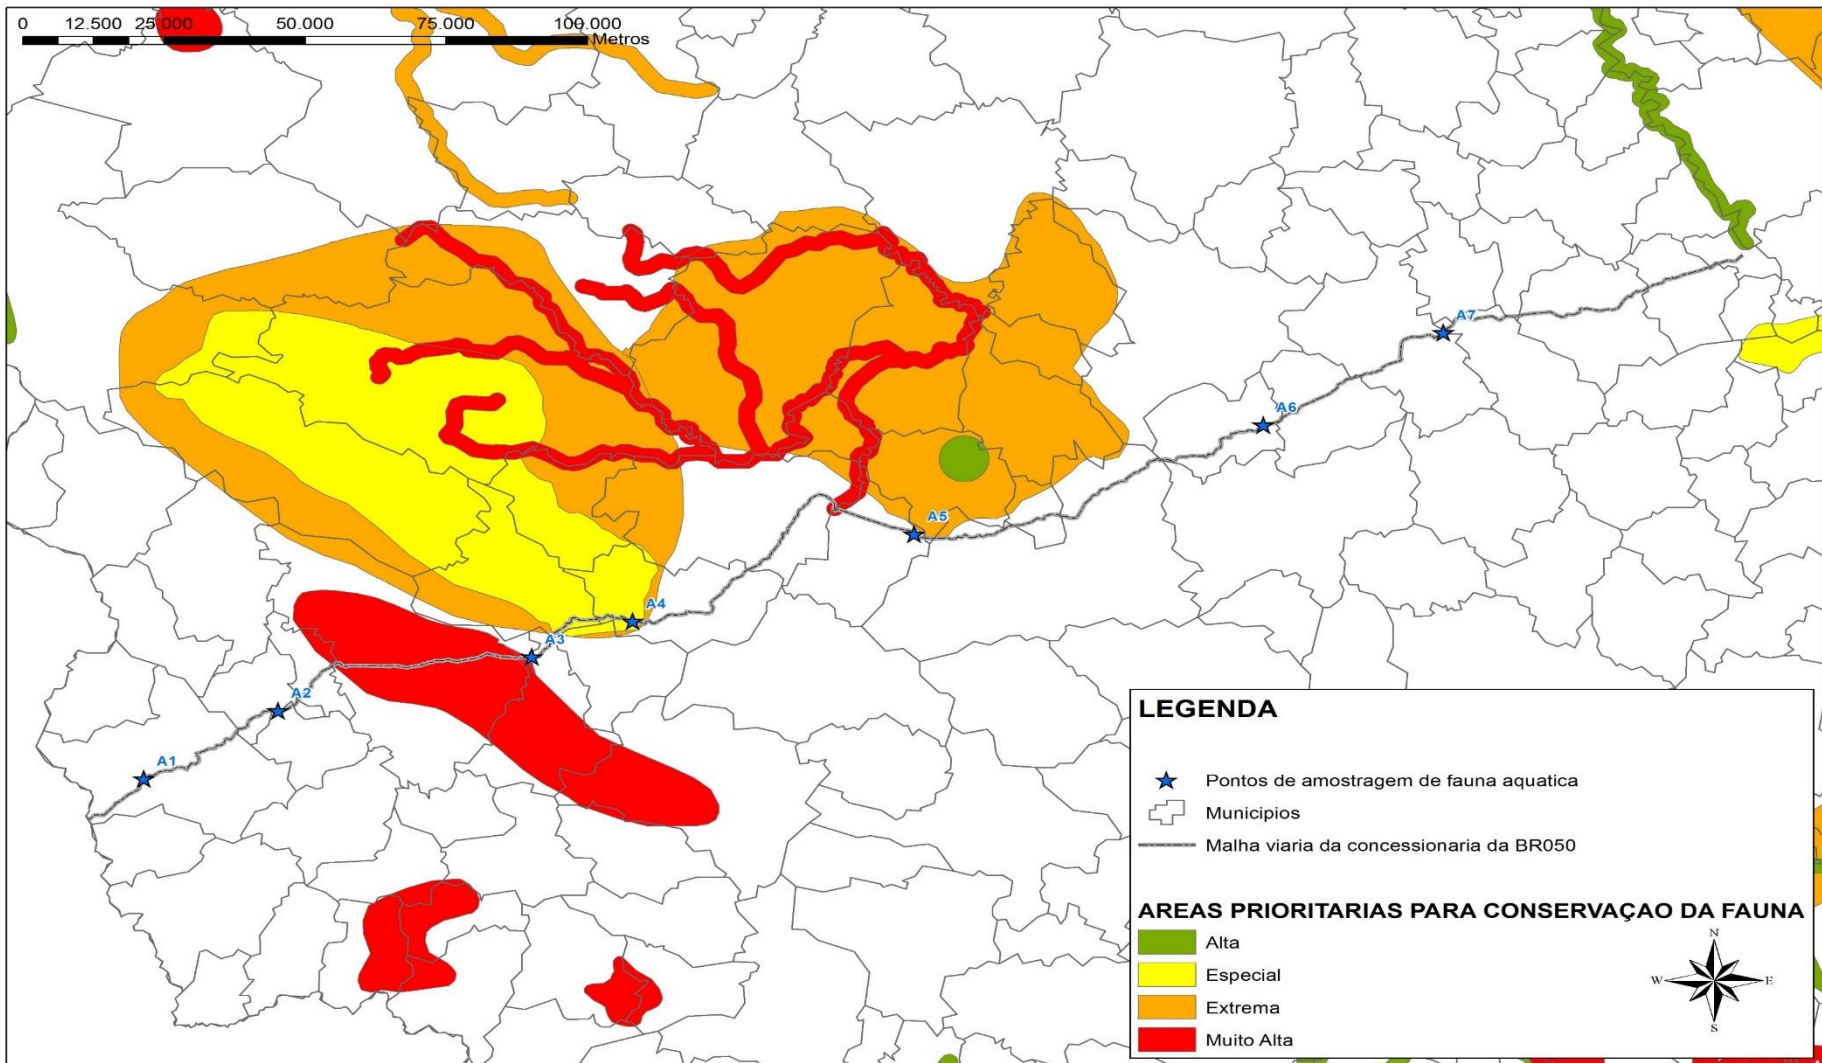 0 12.500 25.000 50.000 75.000 100.000
Metros
A7
A6
A5
A4
A3
A2
A1
LEGENDA
Pontos de amostragem de fauna aquatica
Municipios
Malha viaria da concessionaria da BR050
AREAS PRIORITARIAS PARA CONSERVAÇAO DA FAUNA
Alta
Especial
Extrema
Muito Alta
N
W E
S